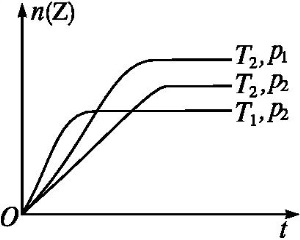 n(Z)
T₂, p₁
T₂, p₂
T₁, p₂
O
t